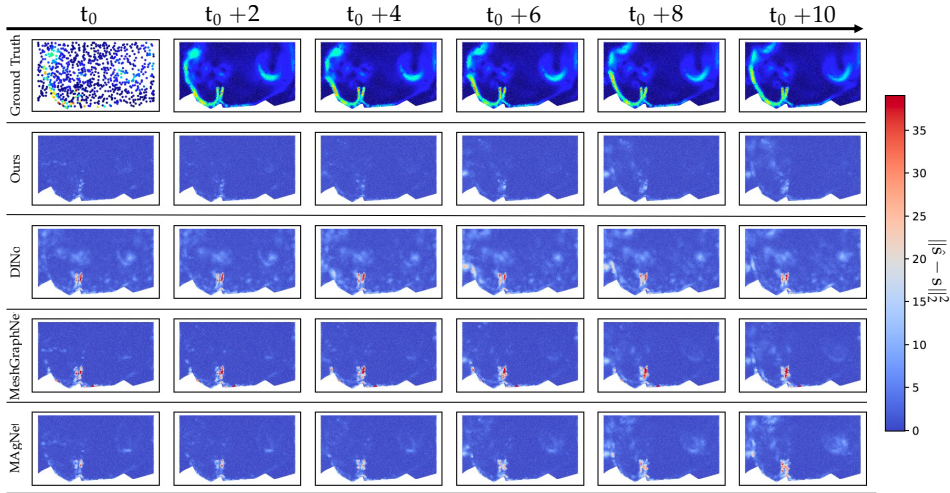 t₀ t₀ +2 t₀ +4 t₀ +6 t₀ +8 t₀ +10
Ground Truth
Ours
DINo
MeshGraphNe
MAgNet
35
30
25
20
15
10
5
0
||ŝ − s||₂²